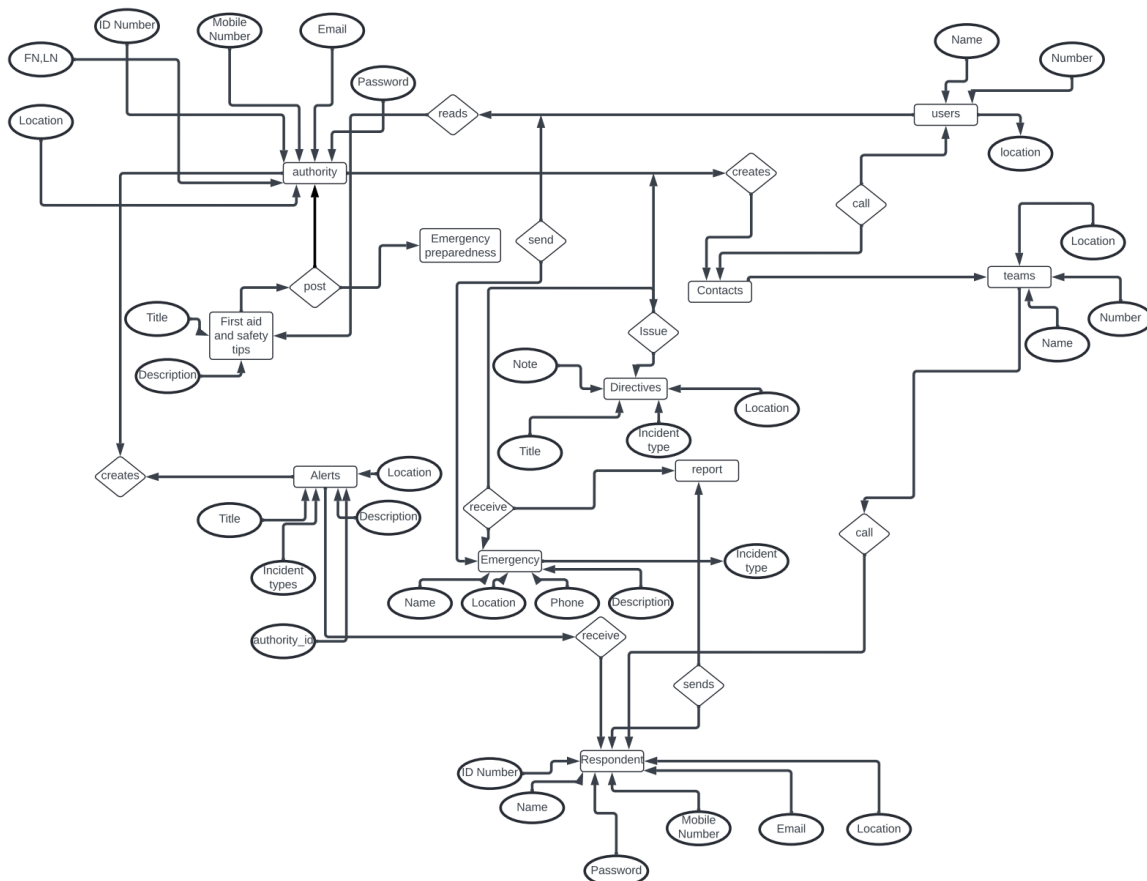 ID Number
Mobile
Number
Email
Name
Number
FN,LN
Password
reads
users
Location
location
authority
creates
call
send
Emergency
preparedness
Location
teams
post
Contacts
Title
First aid
and safety
tips
Issue
Number
Name
Note
Description
Directives
Location
Title
Incident
type
report
creates
Alerts
Location
receive
Title
Description
call
Emergency
Incident
type
Incident
types
Name
Location
Phone
Description
authority_id
receive
sends
Respondent
ID Number
Name
Mobile
Number
Email
Location
Password